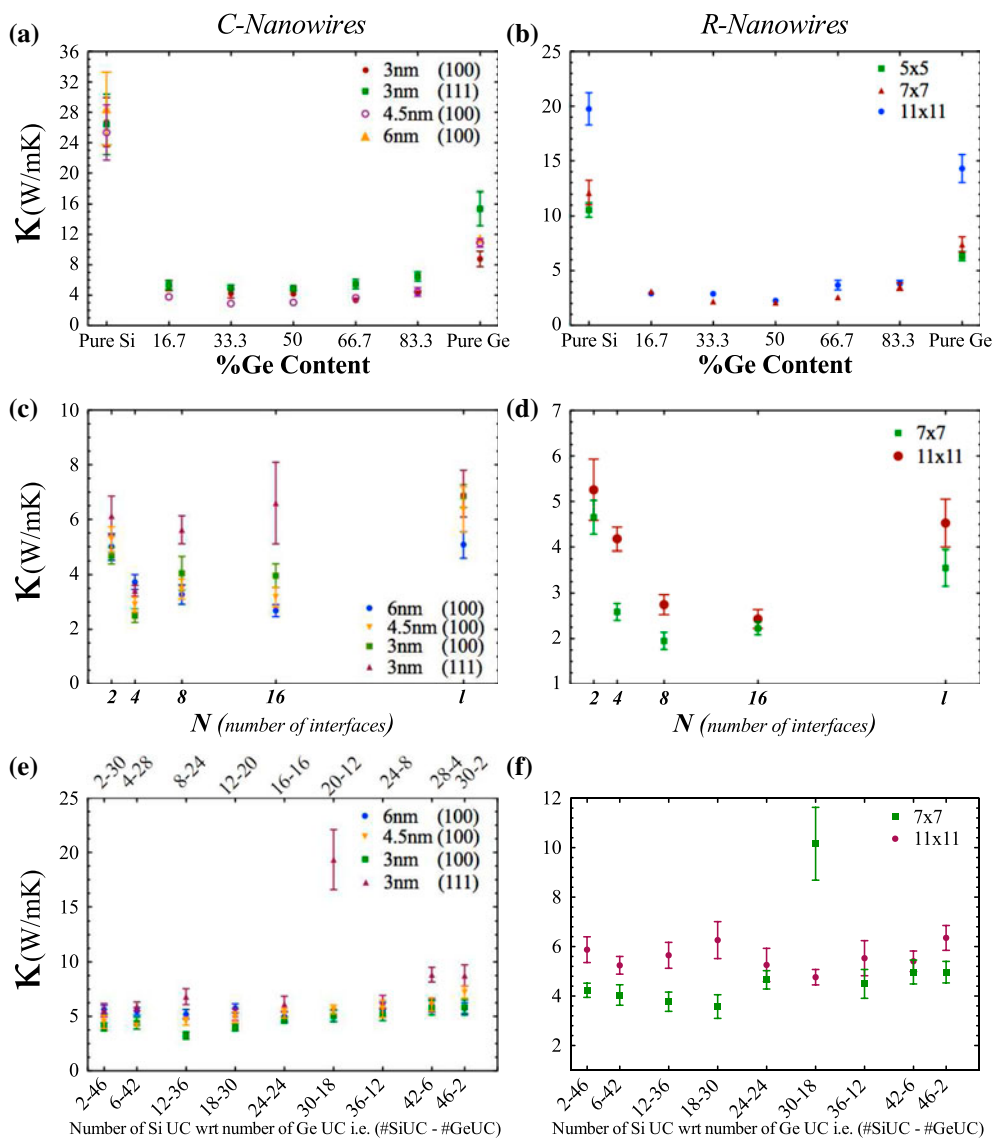 C-Nanowires
R-Nanowires
(a)
κ(W/mK)
36
32
28
24
20
16
12
8
4
0
3nm (100)
3nm (111)
4.5nm (100)
6nm (100)
Pure Si 16.7 33.3 50 66.7 83.3 Pure Ge
%Ge Content
(b)
25
20
15
10
5
0
5x5
7x7
11x11
Pure Si 16.7 33.3 50 66.7 83.3 Pure Ge
%Ge Content
(c)
κ(W/mK)
10
8
6
4
2
0
6nm (100)
4.5nm (100)
3nm (100)
3nm (111)
2 4 8 16 l
N (number of interfaces)
(d)
κ(W/mK)
7
6
5
4
3
2
1
7x7
11x11
2 4 8 16 l
N (number of interfaces)
(e)
2-30 4-28 8-24 12-20 16-16 20-12 24-8 28-4 30-2
κ(W/mK)
25
20
15
10
5
0
6nm (100)
4.5nm (100)
3nm (100)
3nm (111)
2-46 6-42 12-36 18-30 24-24 30-18 36-12 42-6 46-2
Number of Si UC wrt number of Ge UC i.e. (#SiUC - #GeUC)
(f)
12
10
8
6
4
2
7x7
11x11
2-46 6-42 12-36 18-30 24-24 30-18 36-12 42-6 46-2
Number of Si UC wrt number of Ge UC i.e. (#SiUC - #GeUC)